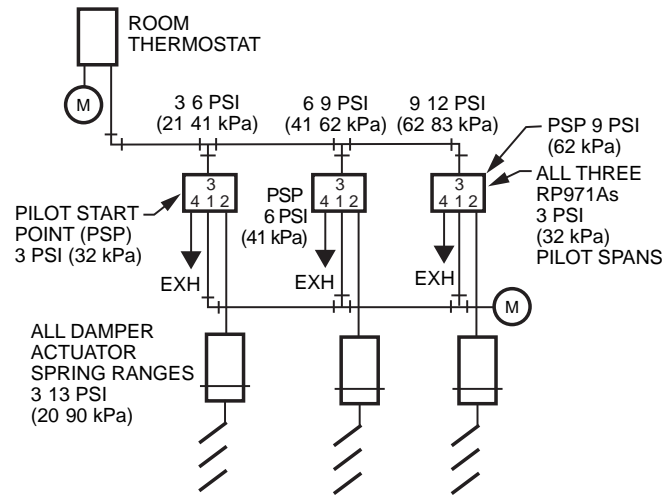 ROOM
THERMOSTAT
M
3 6 PSI
(21 41 kPa)
6 9 PSI
(41 62 kPa)
9 12 PSI
(62 83 kPa)
PSP 9 PSI
(62 kPa)
ALL THREE
RP971As
3 PSI
(32 kPa)
PILOT SPANS
3
4 1 2
PSP
6 PSI
(41 kPa)
3
4 1 2
3
4 1 2
PILOT START
POINT (PSP)
3 PSI (32 kPa)
EXH
EXH
EXH
M
ALL DAMPER
ACTUATOR
SPRING RANGES
3 13 PSI
(20 90 kPa)